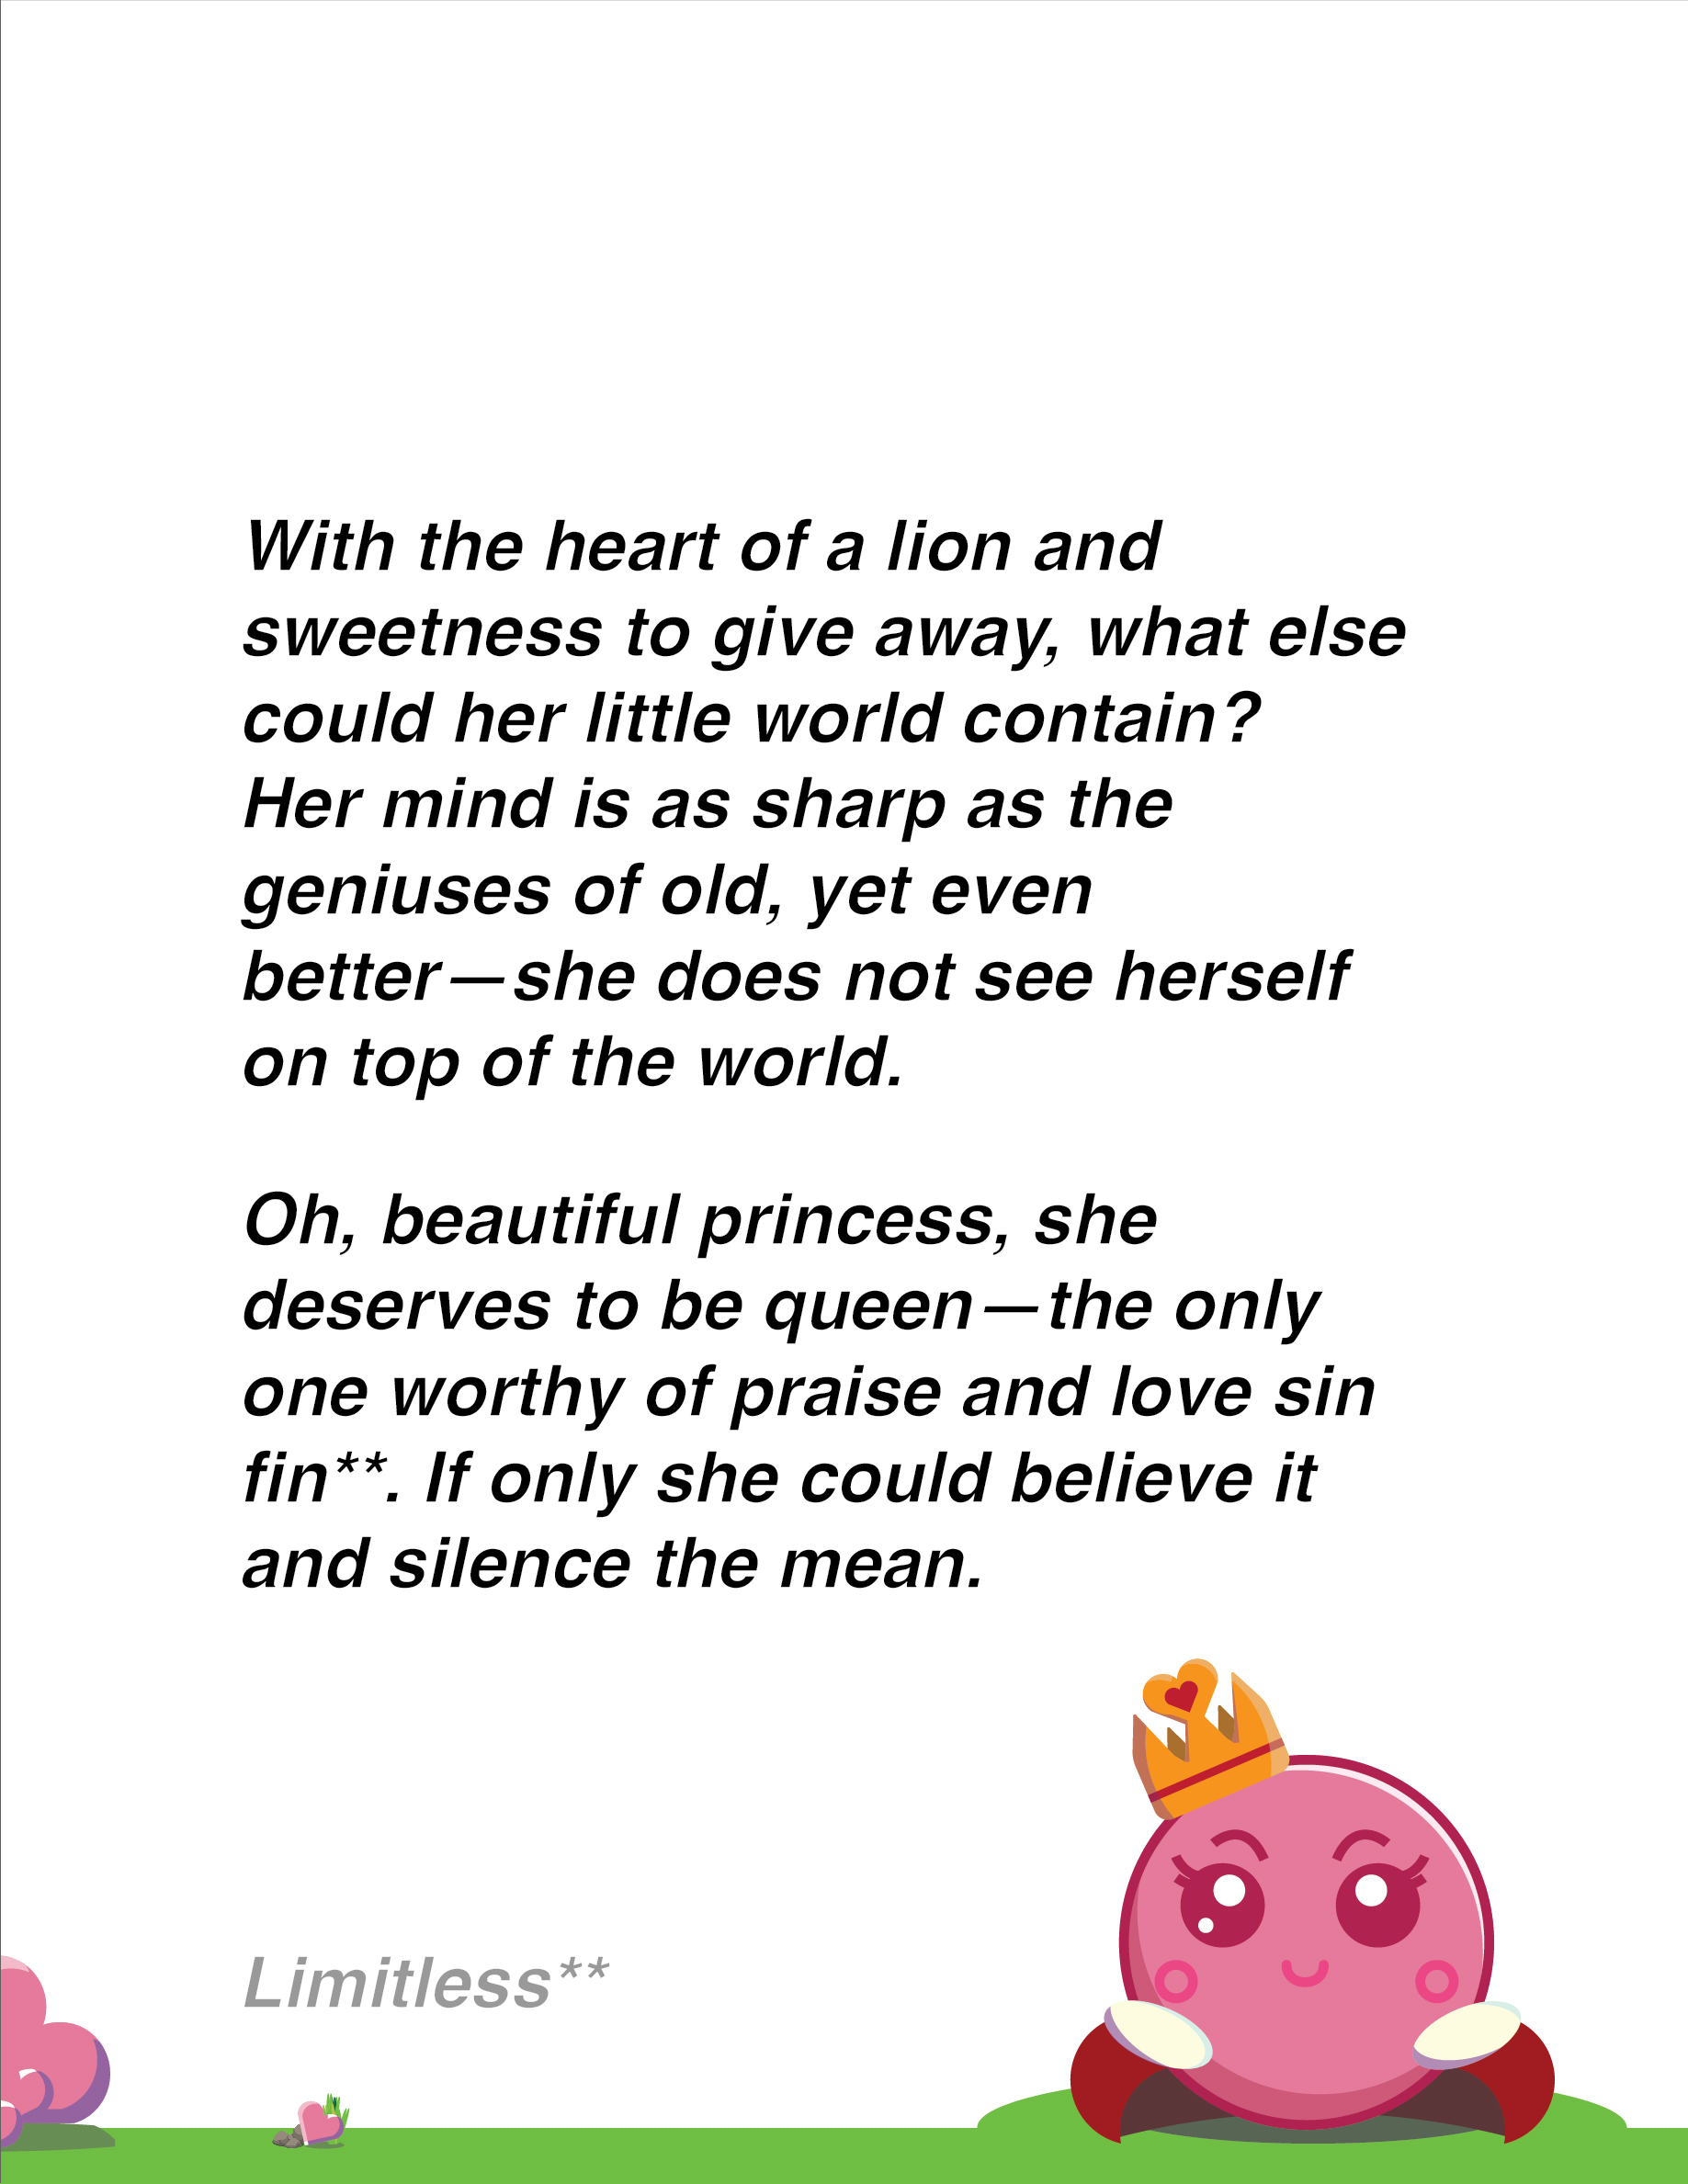 With the heart of a lion and
sweetness to give away, what else
could her little world contain?
Her mind is as sharp as the
geniuses of old, yet even
better—she does not see herself
on top of the world.
Oh, beautiful princess, she
deserves to be queen—the only
one worthy of praise and love sin
fin**. If only she could believe it
and silence the mean.
Limitless**